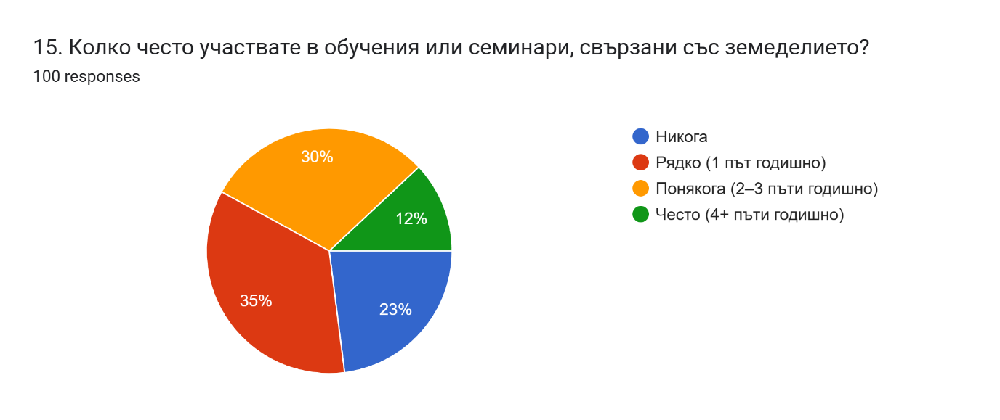 15. Колко често участвате в обучения или семинари, свързани със земеделието?
100 responses
Никога
Рядко (1 път годишно)
Понякога (2–3 пъти годишно)
Често (4+ пъти годишно)
30%
12%
35%
23%